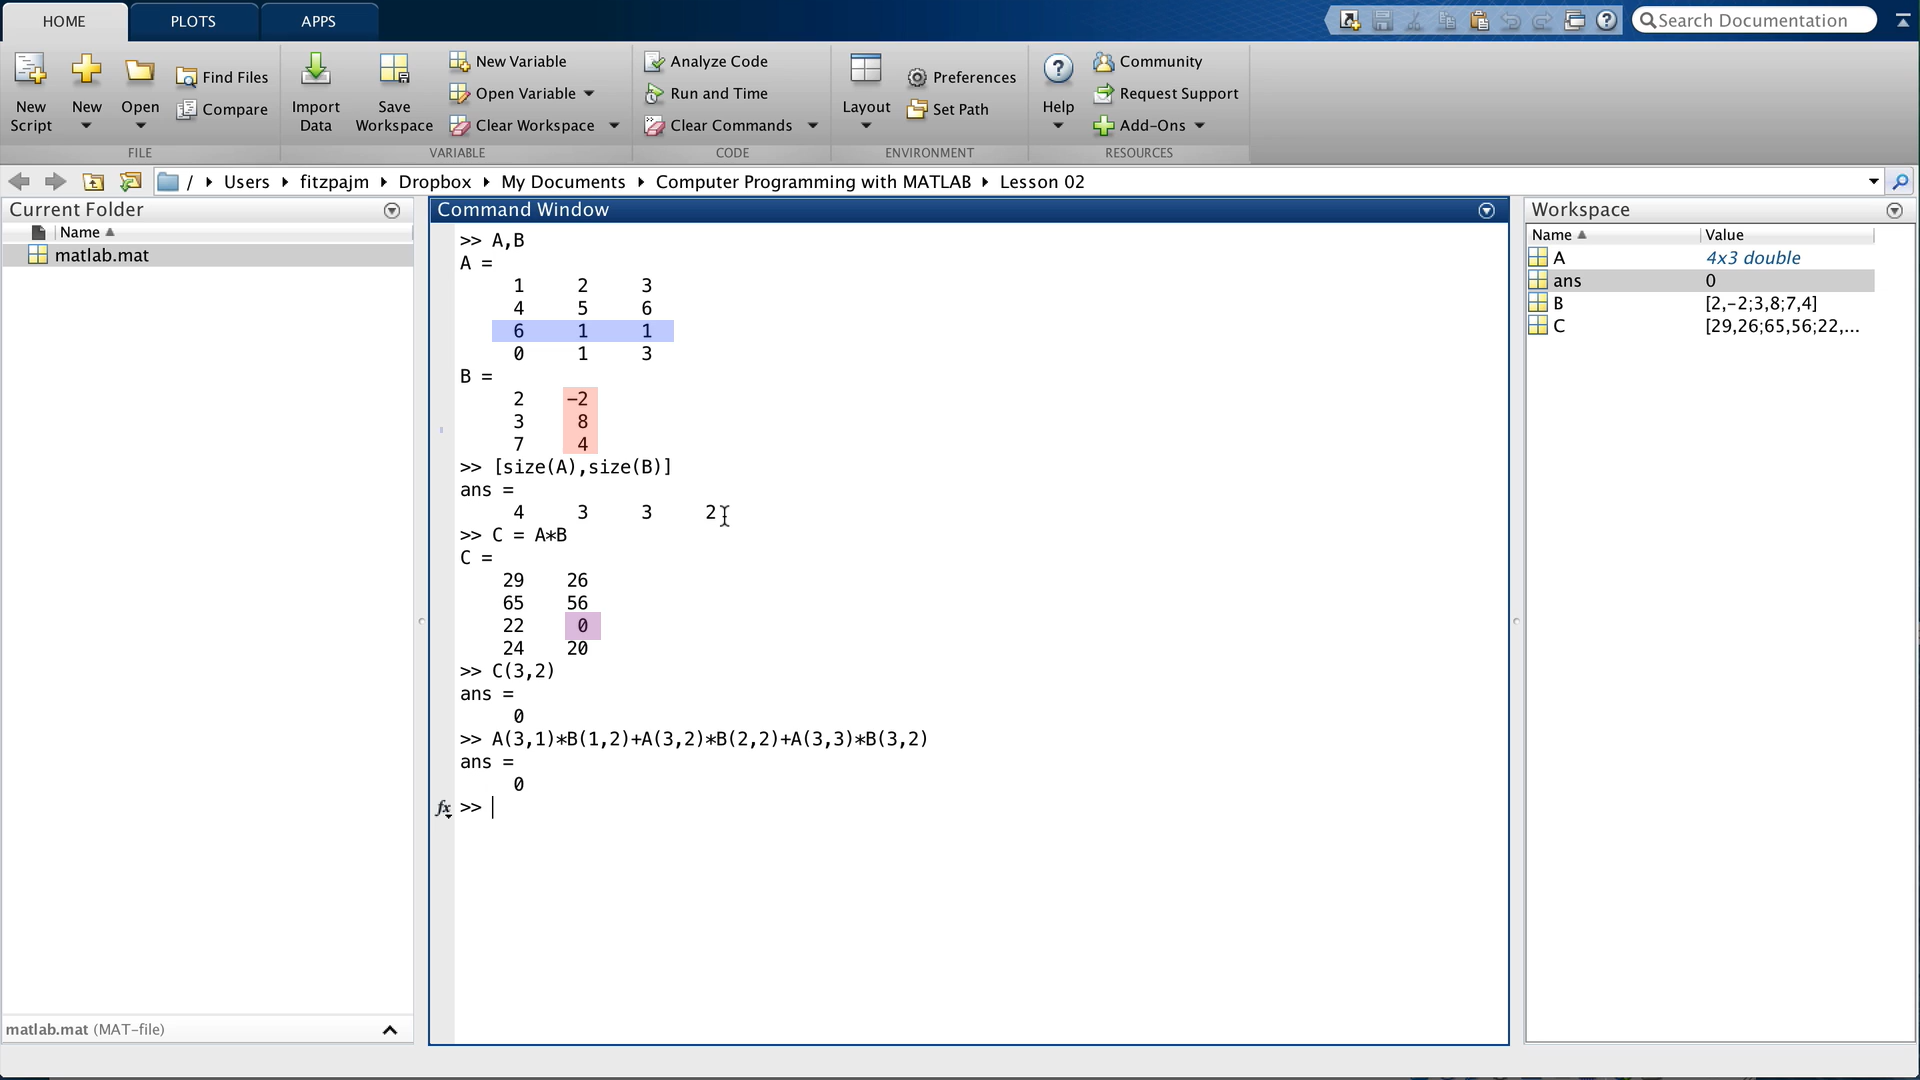 HOME PLOTS APPS
Search Documentation
New Script
New
Open
Find Files
Compare
FILE
Import Data
Save Workspace
New Variable
Open Variable
Clear Workspace
VARIABLE
Analyze Code
Run and Time
Clear Commands
CODE
Layout
Preferences
Set Path
ENVIRONMENT
Help
Community
Request Support
Add-Ons
RESOURCES
/ Users fitzpajm Dropbox My Documents Computer Programming with MATLAB Lesson 02
Current Folder
Name
matlab.mat
matlab.mat (MAT-file)
Command Window
>> A,B
A =
1 2 3
4 5 6
6 1 1
0 1 3
B =
2 −2
3 8
7 4
>> [size(A),size(B)]
ans =
4 3 3 2
>> C = A*B
C =
29 26
65 56
22 0
24 20
>> C(3,2)
ans =
0
>> A(3,1)*B(1,2)+A(3,2)*B(2,2)+A(3,3)*B(3,2)
ans =
0
fx >>
Workspace
Name Value
A 4x3 double
ans 0
B [2,−2;3,8;7,4]
C [29,26;65,56;22,...